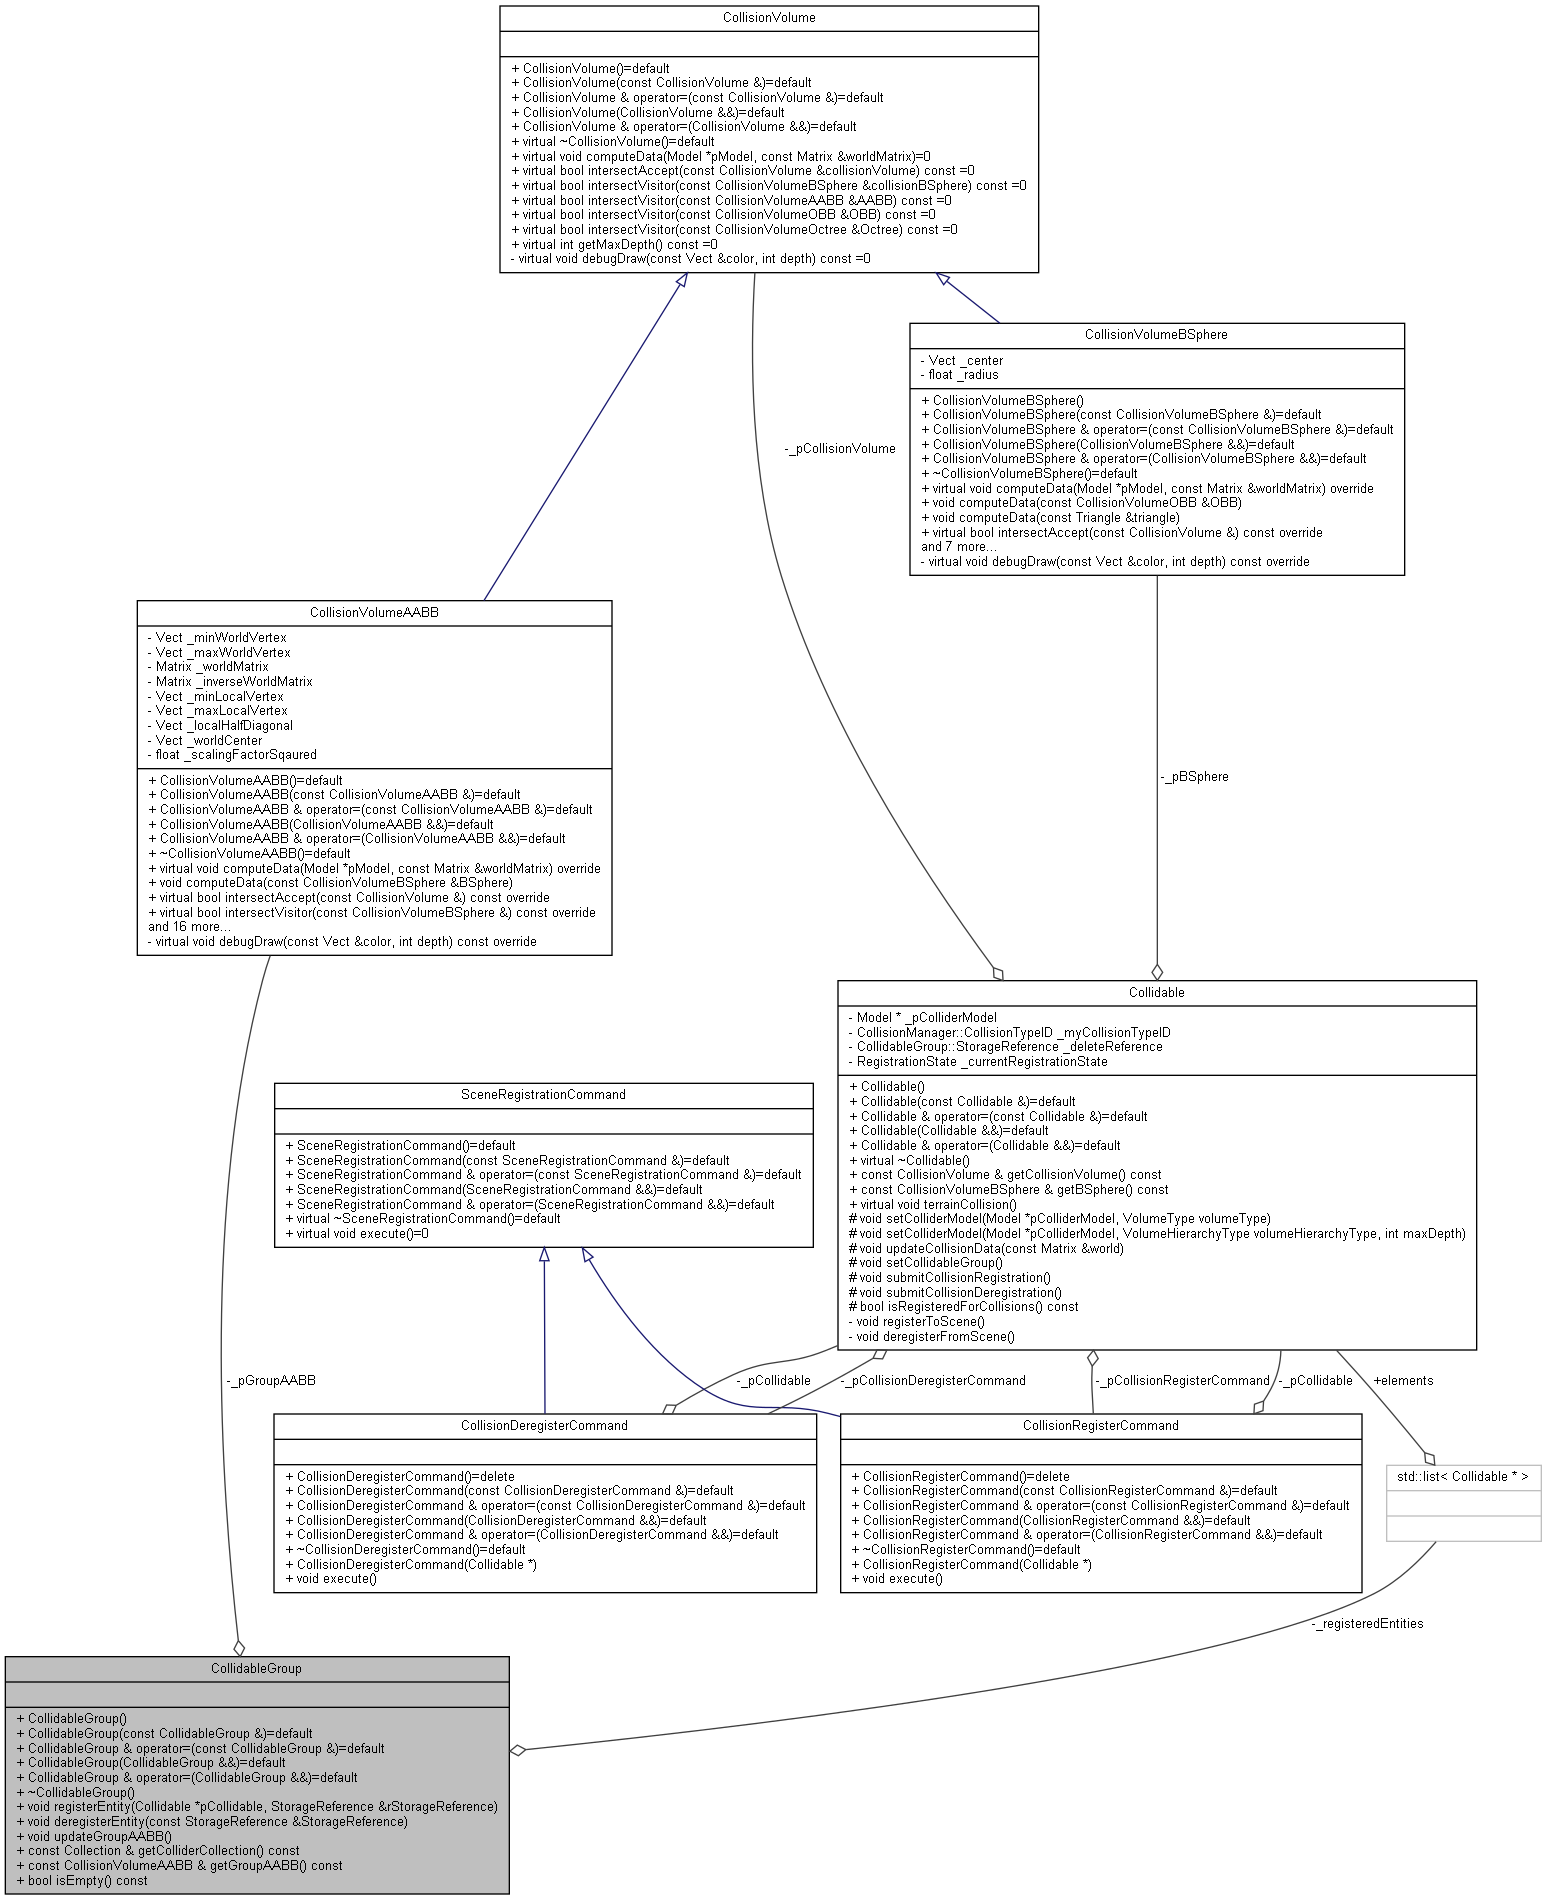 CollisionVolume
+ CollisionVolume()=default
+ CollisionVolume(const CollisionVolume &)=default
+ CollisionVolume & operator=(const CollisionVolume &)=default
+ CollisionVolume(CollisionVolume &&)=default
+ CollisionVolume & operator=(CollisionVolume &&)=default
+ virtual ~CollisionVolume()=default
+ virtual void computeData(Model *pModel, const Matrix &worldMatrix)=0
+ virtual bool intersectAccept(const CollisionVolume &collisionVolume) const =0
+ virtual bool intersectVisitor(const CollisionVolumeBSphere &collisionBSphere) const =0
+ virtual bool intersectVisitor(const CollisionVolumeAABB &AABB) const =0
+ virtual bool intersectVisitor(const CollisionVolumeOBB &OBB) const =0
+ virtual bool intersectVisitor(const CollisionVolumeOctree &Octree) const =0
+ virtual int getMaxDepth() const =0
- virtual void debugDraw(const Vect &color, int depth) const =0
CollisionVolumeBSphere
- Vect _center
- float _radius
+ CollisionVolumeBSphere()
+ CollisionVolumeBSphere(const CollisionVolumeBSphere &)=default
+ CollisionVolumeBSphere & operator=(const CollisionVolumeBSphere &)=default
+ CollisionVolumeBSphere(CollisionVolumeBSphere &&)=default
+ CollisionVolumeBSphere & operator=(CollisionVolumeBSphere &&)=default
+ ~CollisionVolumeBSphere()=default
+ virtual void computeData(Model *pModel, const Matrix &worldMatrix) override
+ void computeData(const CollisionVolumeOBB &OBB)
+ void computeData(const Triangle &triangle)
+ virtual bool intersectAccept(const CollisionVolume &) const override
and 7 more...
- virtual void debugDraw(const Vect &color, int depth) const override
-_pCollisionVolume
CollisionVolumeAABB
- Vect _minWorldVertex
- Vect _maxWorldVertex
- Matrix _worldMatrix
- Matrix _inverseWorldMatrix
- Vect _minLocalVertex
- Vect _maxLocalVertex
- Vect _localHalfDiagonal
- Vect _worldCenter
- float _scalingFactorSqaured
+ CollisionVolumeAABB()=default
+ CollisionVolumeAABB(const CollisionVolumeAABB &)=default
+ CollisionVolumeAABB & operator=(const CollisionVolumeAABB &)=default
+ CollisionVolumeAABB(CollisionVolumeAABB &&)=default
+ CollisionVolumeAABB & operator=(CollisionVolumeAABB &&)=default
+ ~CollisionVolumeAABB()=default
+ virtual void computeData(Model *pModel, const Matrix &worldMatrix) override
+ void computeData(const CollisionVolumeBSphere &BSphere)
+ virtual bool intersectAccept(const CollisionVolume &) const override
+ virtual bool intersectVisitor(const CollisionVolumeBSphere &) const override
and 16 more...
- virtual void debugDraw(const Vect &color, int depth) const override
-_pBSphere
Collidable
- Model * _pColliderModel
- CollisionManager::CollisionTypeID _myCollisionTypeID
- CollidableGroup::StorageReference _deleteReference
- RegistrationState _currentRegistrationState
+ Collidable()
+ Collidable(const Collidable &)=default
+ Collidable & operator=(const Collidable &)=default
+ Collidable(Collidable &&)=default
+ Collidable & operator=(Collidable &&)=default
+ virtual ~Collidable()
+ const CollisionVolume & getCollisionVolume() const
+ const CollisionVolumeBSphere & getBSphere() const
+ virtual void terrainCollision()
# void setColliderModel(Model *pColliderModel, VolumeType volumeType)
# void setColliderModel(Model *pColliderModel, VolumeHierarchyType volumeHierarchyType, int maxDepth)
# void updateCollisionData(const Matrix &world)
# void setCollidableGroup()
# void submitCollisionRegistration()
# void submitCollisionDeregistration()
# bool isRegisteredForCollisions() const
- void registerToScene()
- void deregisterFromScene()
SceneRegistrationCommand
+ SceneRegistrationCommand()=default
+ SceneRegistrationCommand(const SceneRegistrationCommand &)=default
+ SceneRegistrationCommand & operator=(const SceneRegistrationCommand &)=default
+ SceneRegistrationCommand(SceneRegistrationCommand &&)=default
+ SceneRegistrationCommand & operator=(SceneRegistrationCommand &&)=default
+ virtual ~SceneRegistrationCommand()=default
+ virtual void execute()=0
-_pGroupAABB
-_pCollidable
-_pCollisionDeregisterCommand
-_pCollisionRegisterCommand
-_pCollidable
+elements
CollisionDeregisterCommand
+ CollisionDeregisterCommand()=delete
+ CollisionDeregisterCommand(const CollisionDeregisterCommand &)=default
+ CollisionDeregisterCommand & operator=(const CollisionDeregisterCommand &)=default
+ CollisionDeregisterCommand(CollisionDeregisterCommand &&)=default
+ CollisionDeregisterCommand & operator=(CollisionDeregisterCommand &&)=default
+ ~CollisionDeregisterCommand()=default
+ CollisionDeregisterCommand(Collidable *)
+ void execute()
CollisionRegisterCommand
+ CollisionRegisterCommand()=delete
+ CollisionRegisterCommand(const CollisionRegisterCommand &)=default
+ CollisionRegisterCommand & operator=(const CollisionRegisterCommand &)=default
+ CollisionRegisterCommand(CollisionRegisterCommand &&)=default
+ CollisionRegisterCommand & operator=(CollisionRegisterCommand &&)=default
+ ~CollisionRegisterCommand()=default
+ CollisionRegisterCommand(Collidable *)
+ void execute()
std::list< Collidable * >
-_registeredEntities
CollidableGroup
+ CollidableGroup()
+ CollidableGroup(const CollidableGroup &)=default
+ CollidableGroup & operator=(const CollidableGroup &)=default
+ CollidableGroup(CollidableGroup &&)=default
+ CollidableGroup & operator=(CollidableGroup &&)=default
+ ~CollidableGroup()
+ void registerEntity(Collidable *pCollidable, StorageReference &rStorageReference)
+ void deregisterEntity(const StorageReference &StorageReference)
+ void updateGroupAABB()
+ const Collection & getColliderCollection() const
+ const CollisionVolumeAABB & getGroupAABB() const
+ bool isEmpty() const